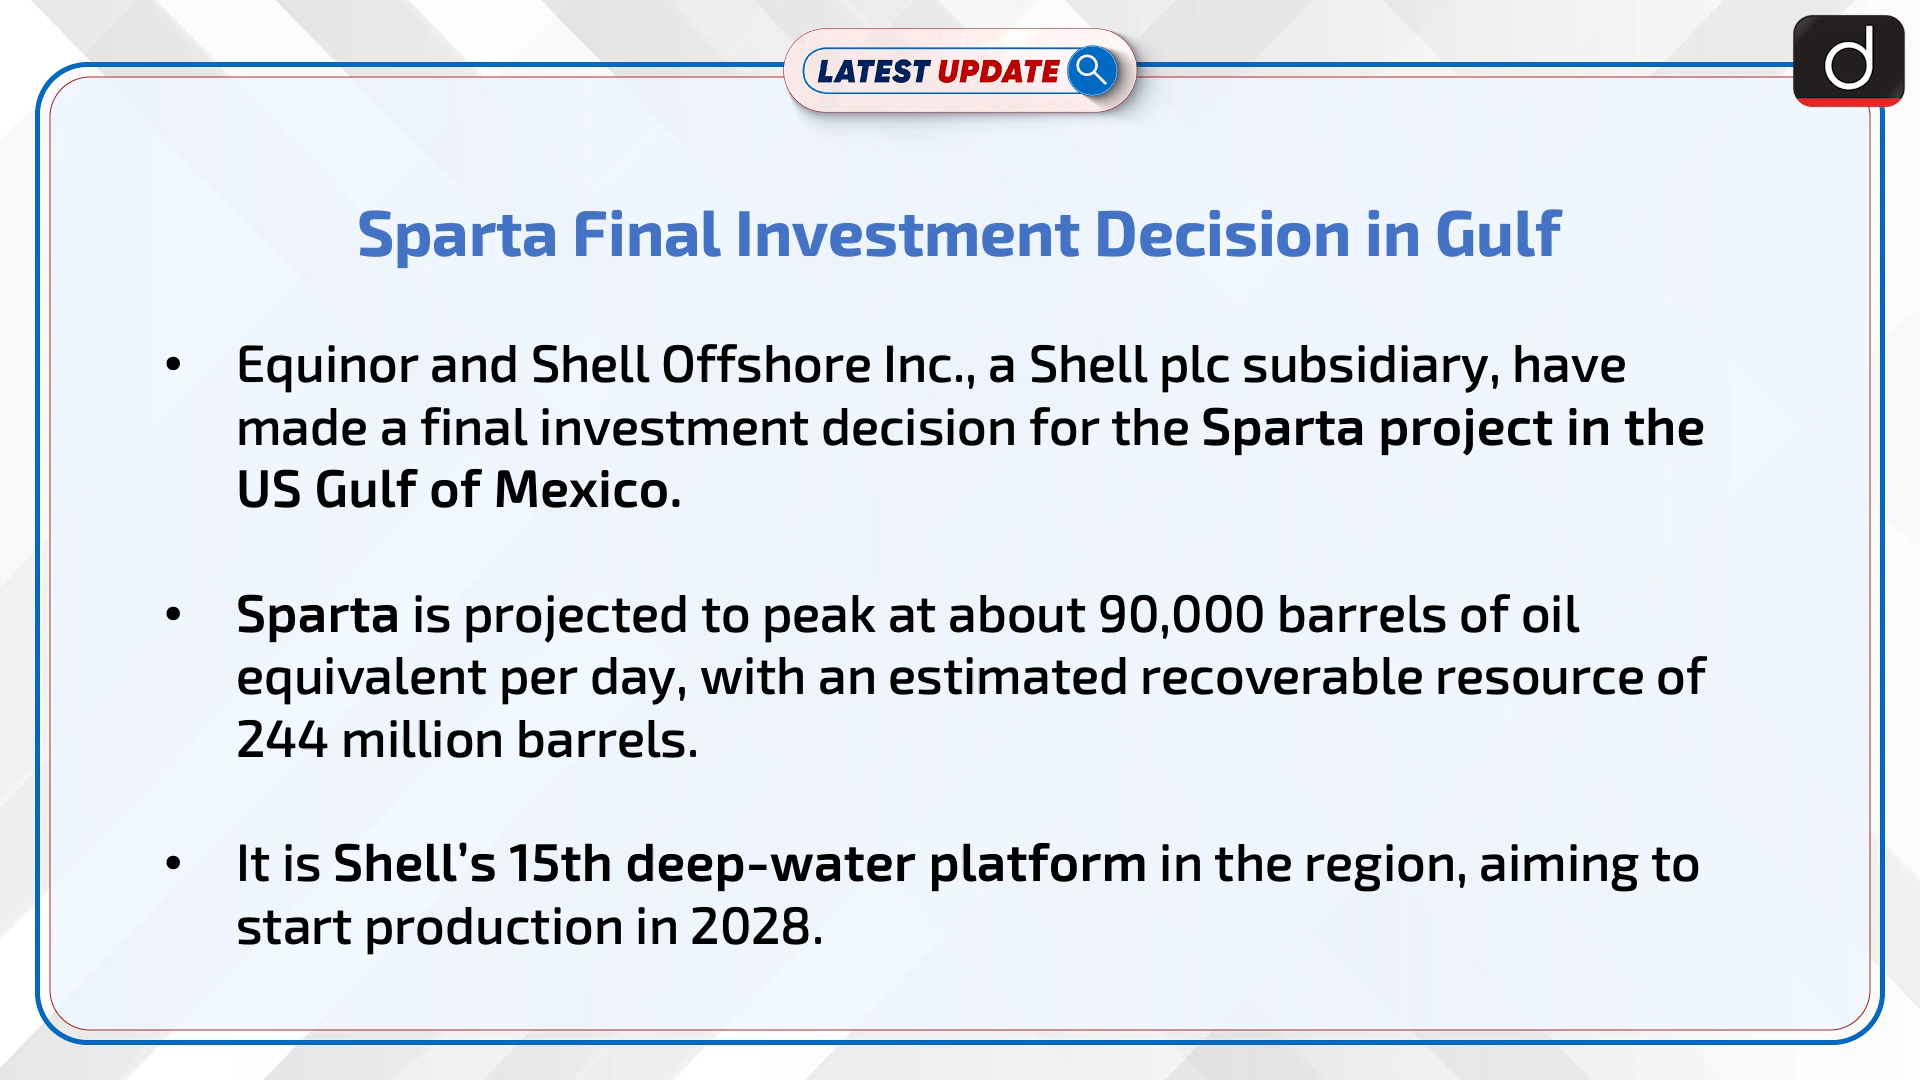 LATEST UPDATE
d
Sparta Final Investment Decision in Gulf
• Equinor and Shell Offshore Inc., a Shell plc subsidiary, have
made a final investment decision for the Sparta project in the
US Gulf of Mexico.
• Sparta is projected to peak at about 90,000 barrels of oil
equivalent per day, with an estimated recoverable resource of
244 million barrels.
• It is Shell’s 15th deep-water platform in the region, aiming to
start production in 2028.